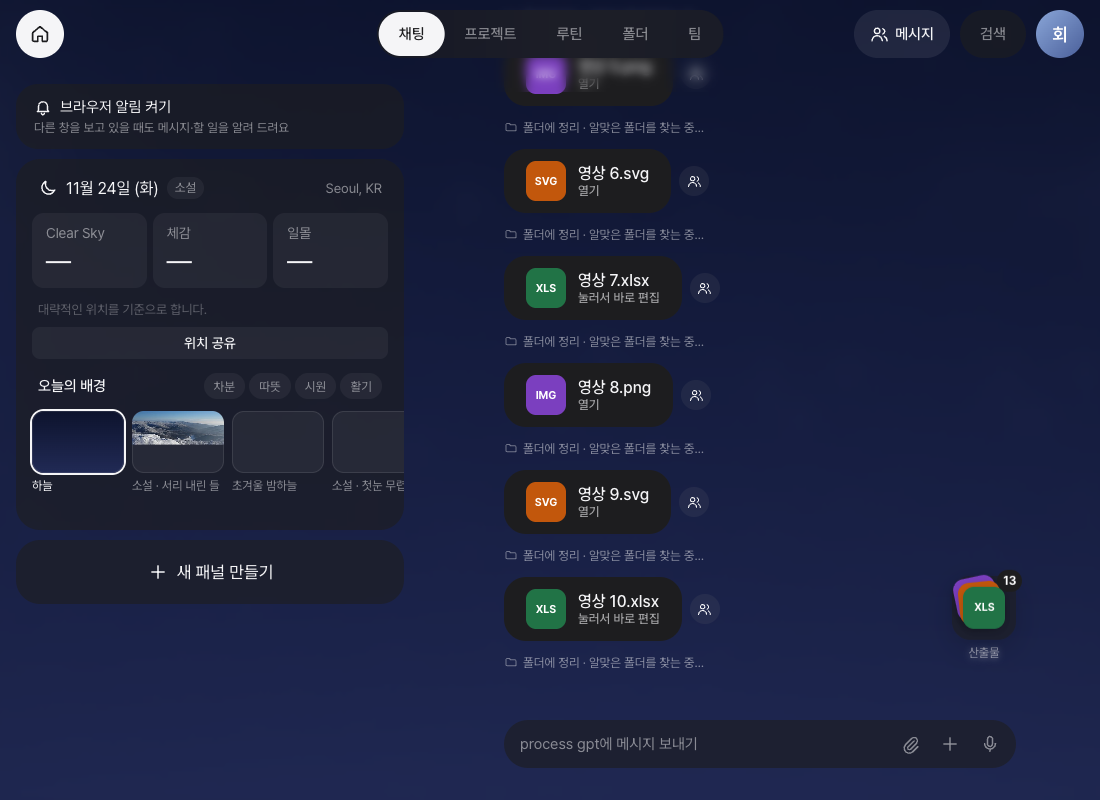 채팅
프로젝트
루틴
폴더
팀
메시지
검색
회
브라우저 알림 켜기
다른 창을 보고 있을 때도 메시지·할 일을 알려 드려요
11월 24일 (화)
소설
Seoul, KR
Clear Sky
체감
일몰
—
—
—
대략적인 위치를 기준으로 합니다.
위치 공유
오늘의 배경
차분
따뜻
시원
활기
하늘
소설 · 서리 내린 들
초겨울 밤하늘
소설 · 첫눈 무렵
새 패널 만들기
열기
폴더에 정리 · 알맞은 폴더를 찾는 중…
SVG
영상 6.svg
열기
폴더에 정리 · 알맞은 폴더를 찾는 중…
XLS
영상 7.xlsx
눌러서 바로 편집
폴더에 정리 · 알맞은 폴더를 찾는 중…
IMG
영상 8.png
열기
폴더에 정리 · 알맞은 폴더를 찾는 중…
SVG
영상 9.svg
열기
폴더에 정리 · 알맞은 폴더를 찾는 중…
XLS
영상 10.xlsx
눌러서 바로 편집
폴더에 정리 · 알맞은 폴더를 찾는 중…
13
XLS
산출물
process gpt에 메시지 보내기